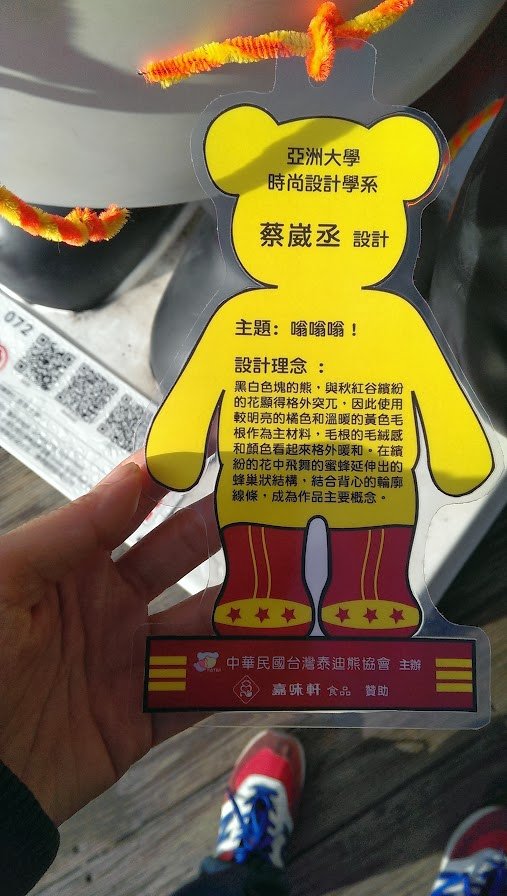 亞洲大學
時尚設計學系
蔡崴丞 設計
主題：嗡嗡嗡！
設計理念：
黑白色塊的熊，與秋紅谷繽紛
的花顯得格外突兀，因此使用
較明亮的橘色和溫暖的黃色毛
根作為主材料，毛根的毛絨感
和顏色看起來格外暖和。在繽
紛的花中飛舞的蜜蜂延伸出的
蜂巢狀結構，結合背心的輪廓
線條，成為作品主要概念。
中華民國台灣泰迪熊協會 主辦
嘉味軒 食品 贊助
072